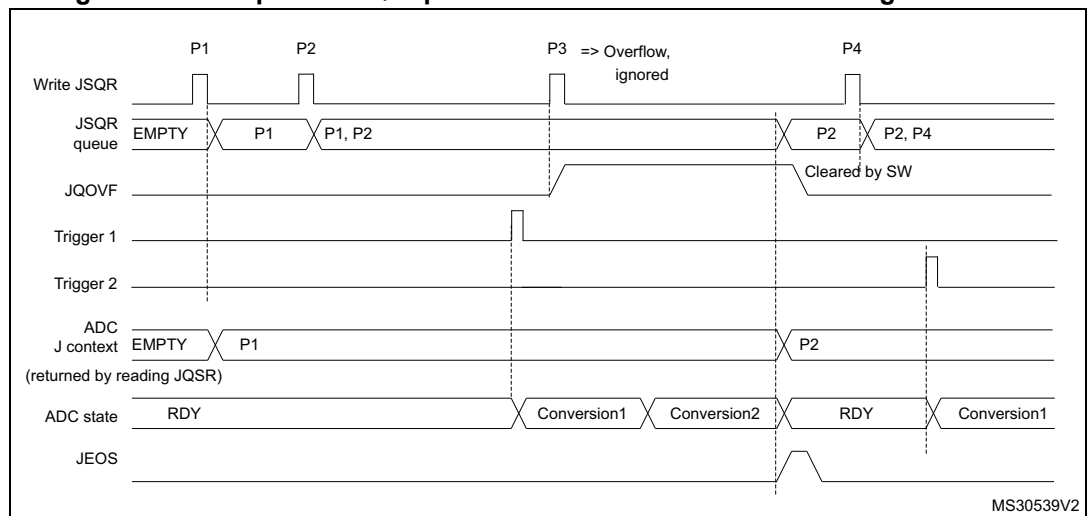 P1 P2 P3 => Overflow, P4
ignored
Write JSQR
JSQR
queue EMPTY P1 P1, P2 P2 P2, P4
JQOVF Cleared by SW
Trigger 1
Trigger 2
ADC
J context EMPTY P1 P2
(returned by reading JQSR)
ADC state RDY Conversion1 Conversion2 RDY Conversion1
JEOS
MS30539V2